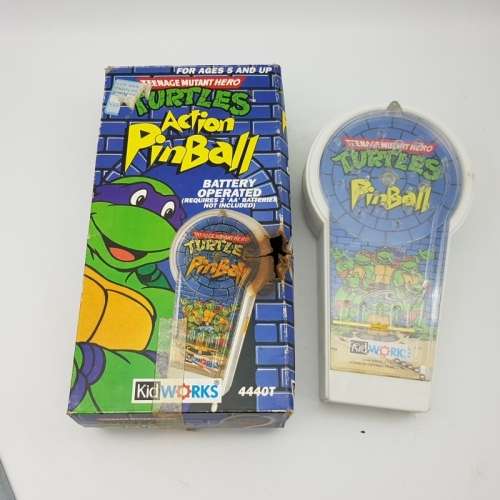 FOR AGES 5 AND UP
TEENAGE MUTANT HERO
TURTLES
Action
PinBall
BATTERY
OPERATED
(REQUIRES 2 'AA' BATTERIES
NOT INCLUDED)
TEENAGE MUTANT HERO
TURTLES
PinBall
KidWORKS
KidWORKS
4440T
TEENAGE MUTANT HERO
TURTLES
PinBall
KidWORKS